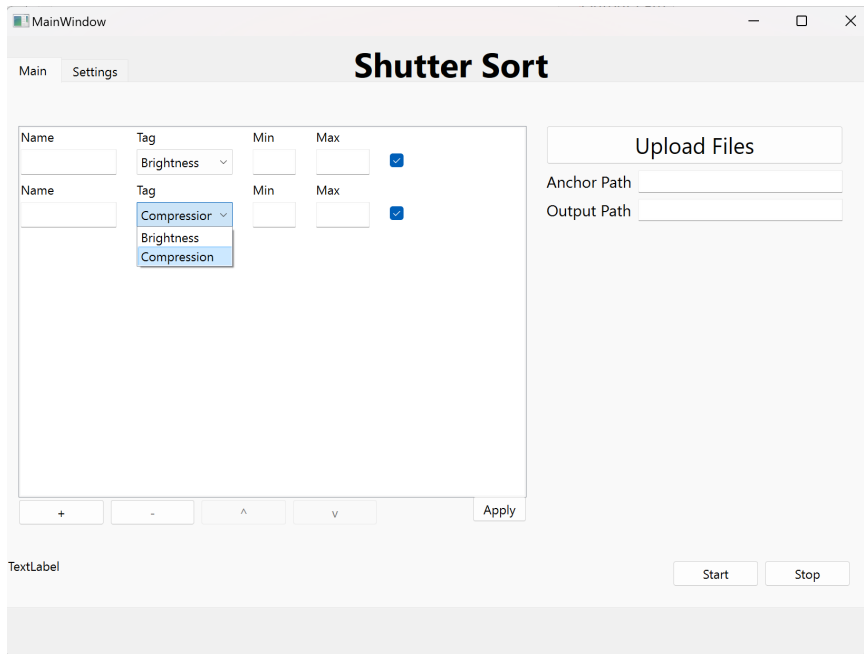 MainWindow
Shutter Sort
Main Settings
Name Tag Min Max
Brightness
Name Tag Min Max
Compressior
Brightness
Compression
+ - ^ v
Apply
Upload Files
Anchor Path
Output Path
TextLabel
Start Stop